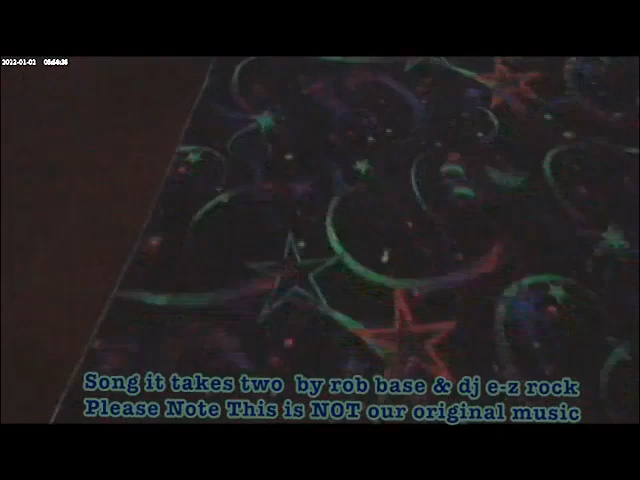 2012-01-02
Song it takes two by rob base & dj e-z rock
Please Note This is NOT our original music